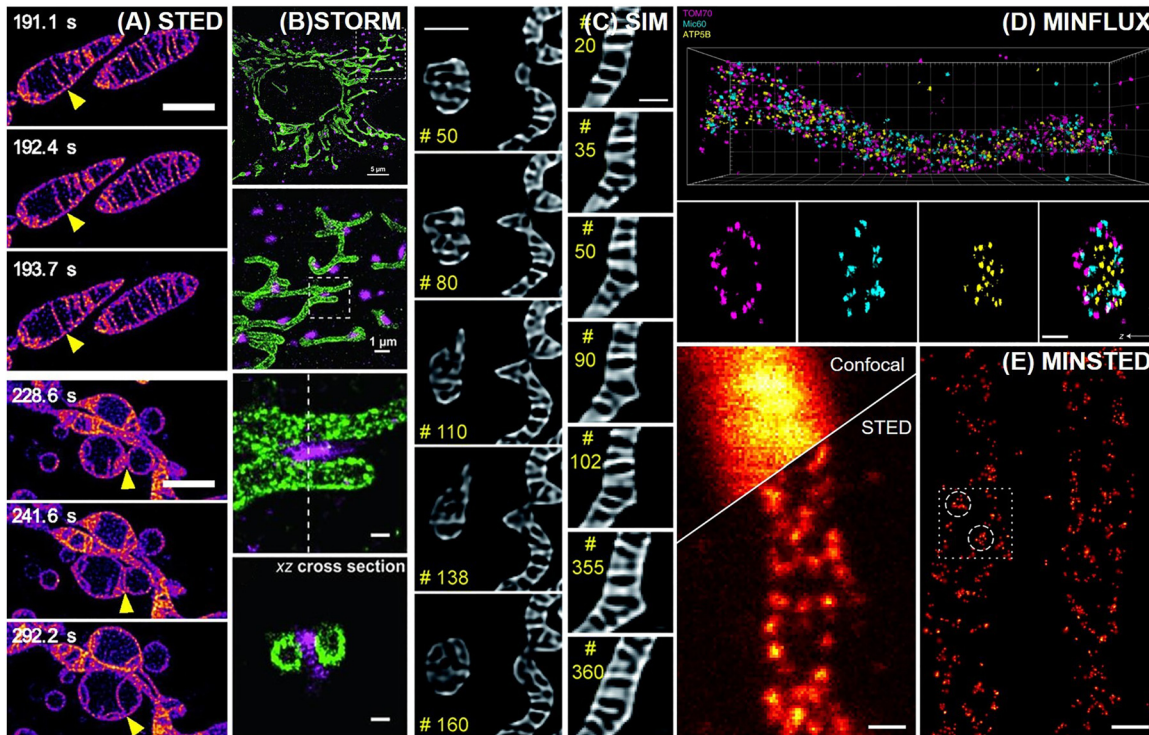 (A) STED
191.1 s
192.4 s
193.7 s
228.6 s
241.6 s
292.2 s
(B)STORM
5 µm
1 µm
xz cross section
(C) SIM
# 50
# 80
# 110
# 138
# 160
#
20
#
35
#
50
#
90
#
102
#
355
#
360
(D) MINFLUX
TOM70
Mic60
ATP5B
z
Confocal
STED
(E) MINSTED